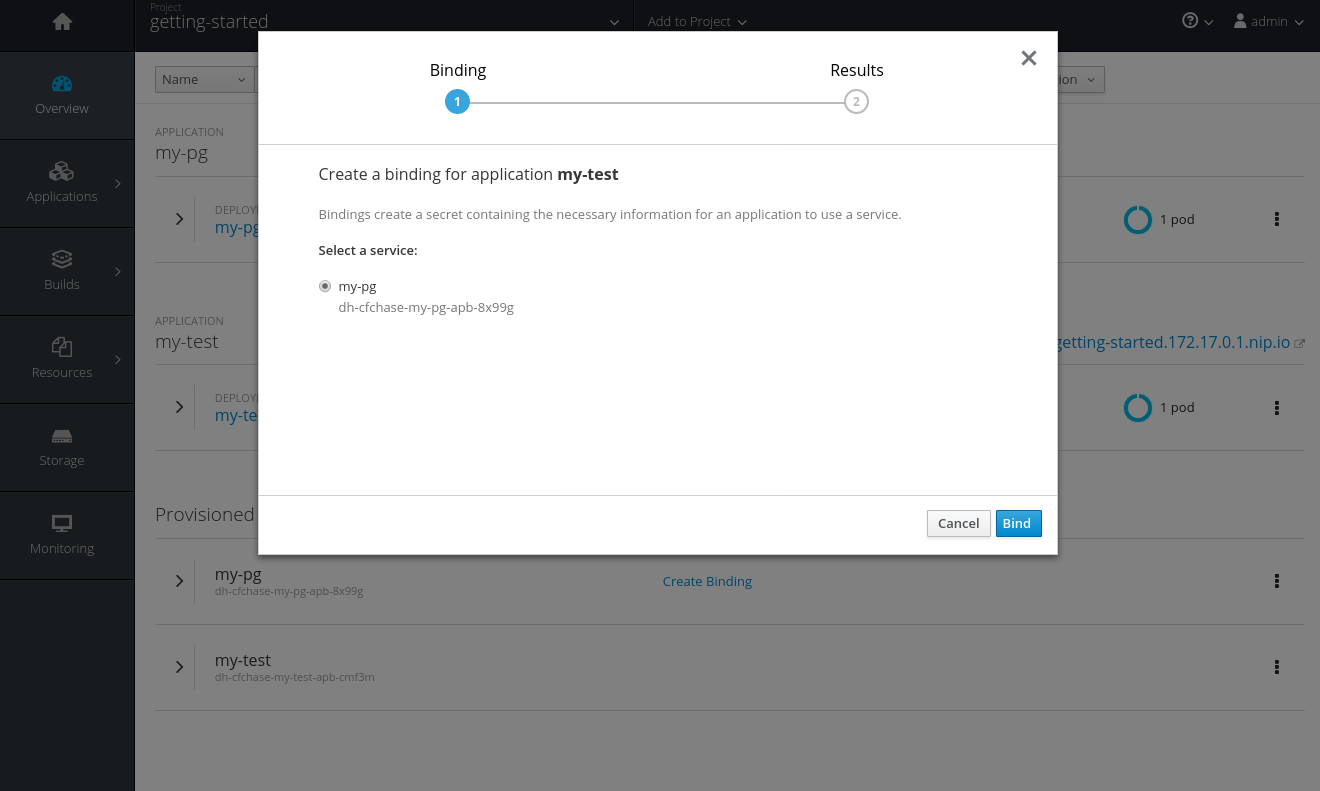 Project
getting-started
Add to Project
admin
Overview
Applications
Builds
Resources
Storage
Monitoring
Name
APPLICATION
my-pg
my-pg
1 pod
APPLICATION
my-test
getting-started.172.17.0.1.nip.io
my-te
1 pod
Provisioned
my-pg
dh-cfchase-my-pg-apb-8x99g
Create Binding
my-test
dh-cfchase-my-test-apb-cmf3m
Binding
Results
1
2
Create a binding for application my-test
Bindings create a secret containing the necessary information for an application to use a service.
Select a service:
my-pg
dh-cfchase-my-pg-apb-8x99g
Cancel
Bind